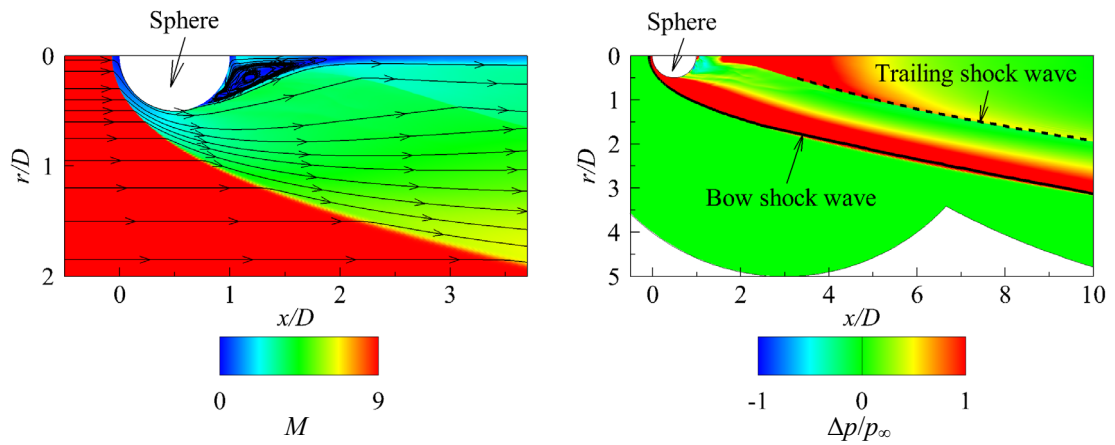 Sphere
0
1
2
r/D
0 1 2 3
x/D
0 9
M
Sphere
Trailing shock wave
Bow shock wave
0
1
2
3
4
5
r/D
0 2 4 6 8 10
x/D
-1 0 1
Δp/p∞